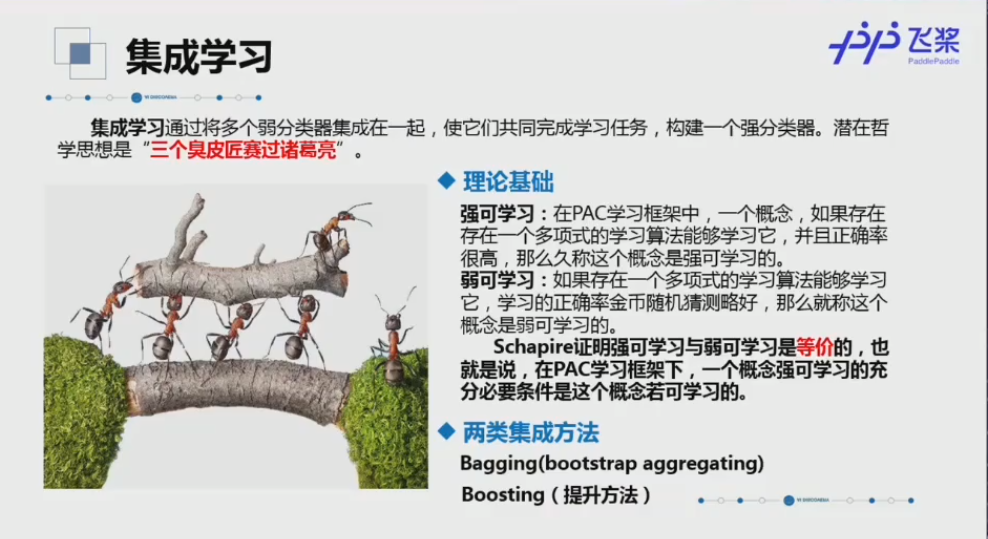 集成学习
飞桨
PaddlePaddle
集成学习通过将多个弱分类器集成在一起，使它们共同完成学习任务，构建一个强分类器。潜在哲
学思想是“三个臭皮匠赛过诸葛亮”。
理论基础
强可学习：在PAC学习框架中，一个概念，如果存在
存在一个多项式的学习算法能够学习它，并且正确率
很高，那么久称这个概念是强可学习的。
弱可学习：如果存在一个多项式的学习算法能够学习
它，学习的正确率金币随机猜测略好，那么就称这个
概念是弱可学习的。
Schapire证明强可学习与弱可学习是等价的，也
就是说，在PAC学习框架下，一个概念强可学习的充
分必要条件是这个概念若可学习的。
两类集成方法
Bagging(bootstrap aggregating)
Boosting（提升方法）